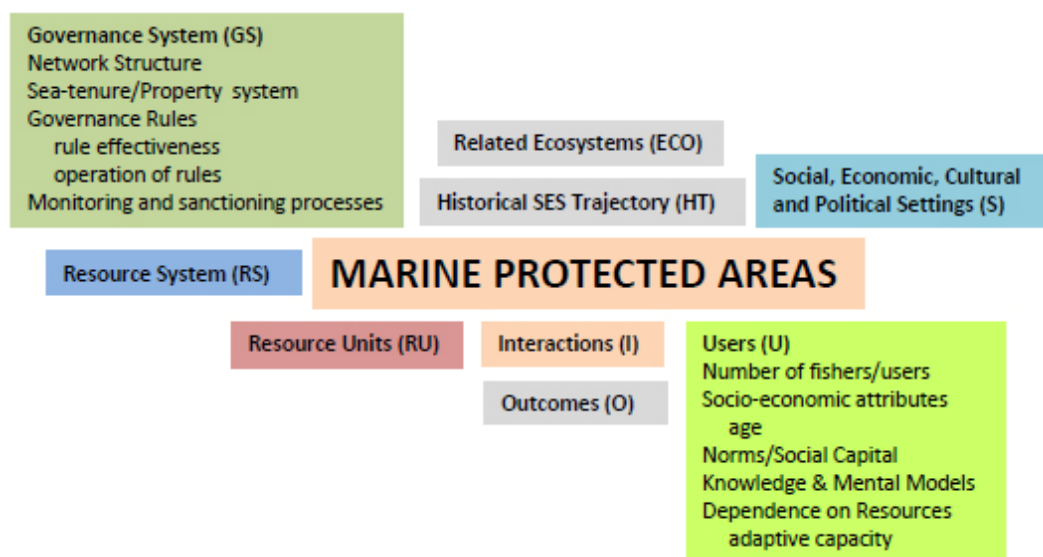 Governance System (GS)
Network Structure
Sea-tenure/Property system
Governance Rules
rule effectiveness
operation of rules
Monitoring and sanctioning processes
Related Ecosystems (ECO)
Historical SES Trajectory (HT)
Social, Economic, Cultural
and Political Settings (S)
Resource System (RS)
MARINE PROTECTED AREAS
Resource Units (RU)
Interactions (I)
Outcomes (O)
Users (U)
Number of fishers/users
Socio-economic attributes
age
Norms/Social Capital
Knowledge & Mental Models
Dependence on Resources
adaptive capacity